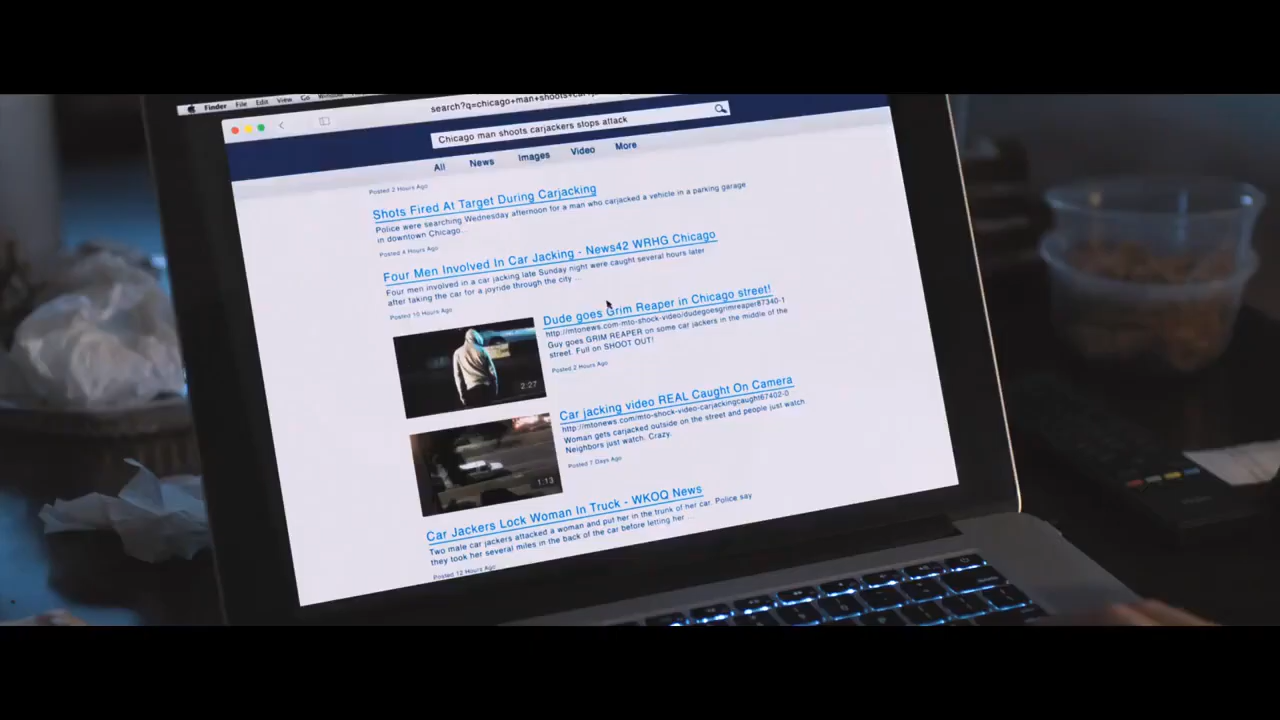 Finder File Edit View Go Window
search?q=chicago+man+shoots+car
Chicago man shoots carjackers stops attack
All News Images Video More
Posted 2 Hours Ago
Shots Fired At Target During Carjacking
Police were searching Wednesday afternoon for a man who carjacked a vehicle in a parking garage
in downtown Chicago...
Posted 4 Hours Ago
Four Men Involved In Car Jacking - News42 WRHG Chicago
Four men involved in a car jacking late Sunday night were caught several hours later
after taking the car for a joyride through the city ...
Posted 10 Hours Ago
Dude goes Grim Reaper in Chicago street!
http://mtonews.com-mto-shock-video/dudegoesgrimreaper87340-1
Guy goes GRIM REAPER on some car jackers in the middle of the
street. Full on SHOOT OUT!
2:27
Posted 2 Hours Ago
Car jacking video REAL Caught On Camera
http://mtonews com/mto-shock-video-carjackingcaught67402-0
Woman gets carjacked outside on the street and people just watch
Neighbors just watch. Crazy.
1:13
Posted 7 Days Ago
Car Jackers Lock Woman In Truck - WKOQ News
Two male car jackers attacked a woman and put her in the trunk of her car. Police say
they took her several miles in the back of the car before letting her ...
Posted 12 Hours Ago